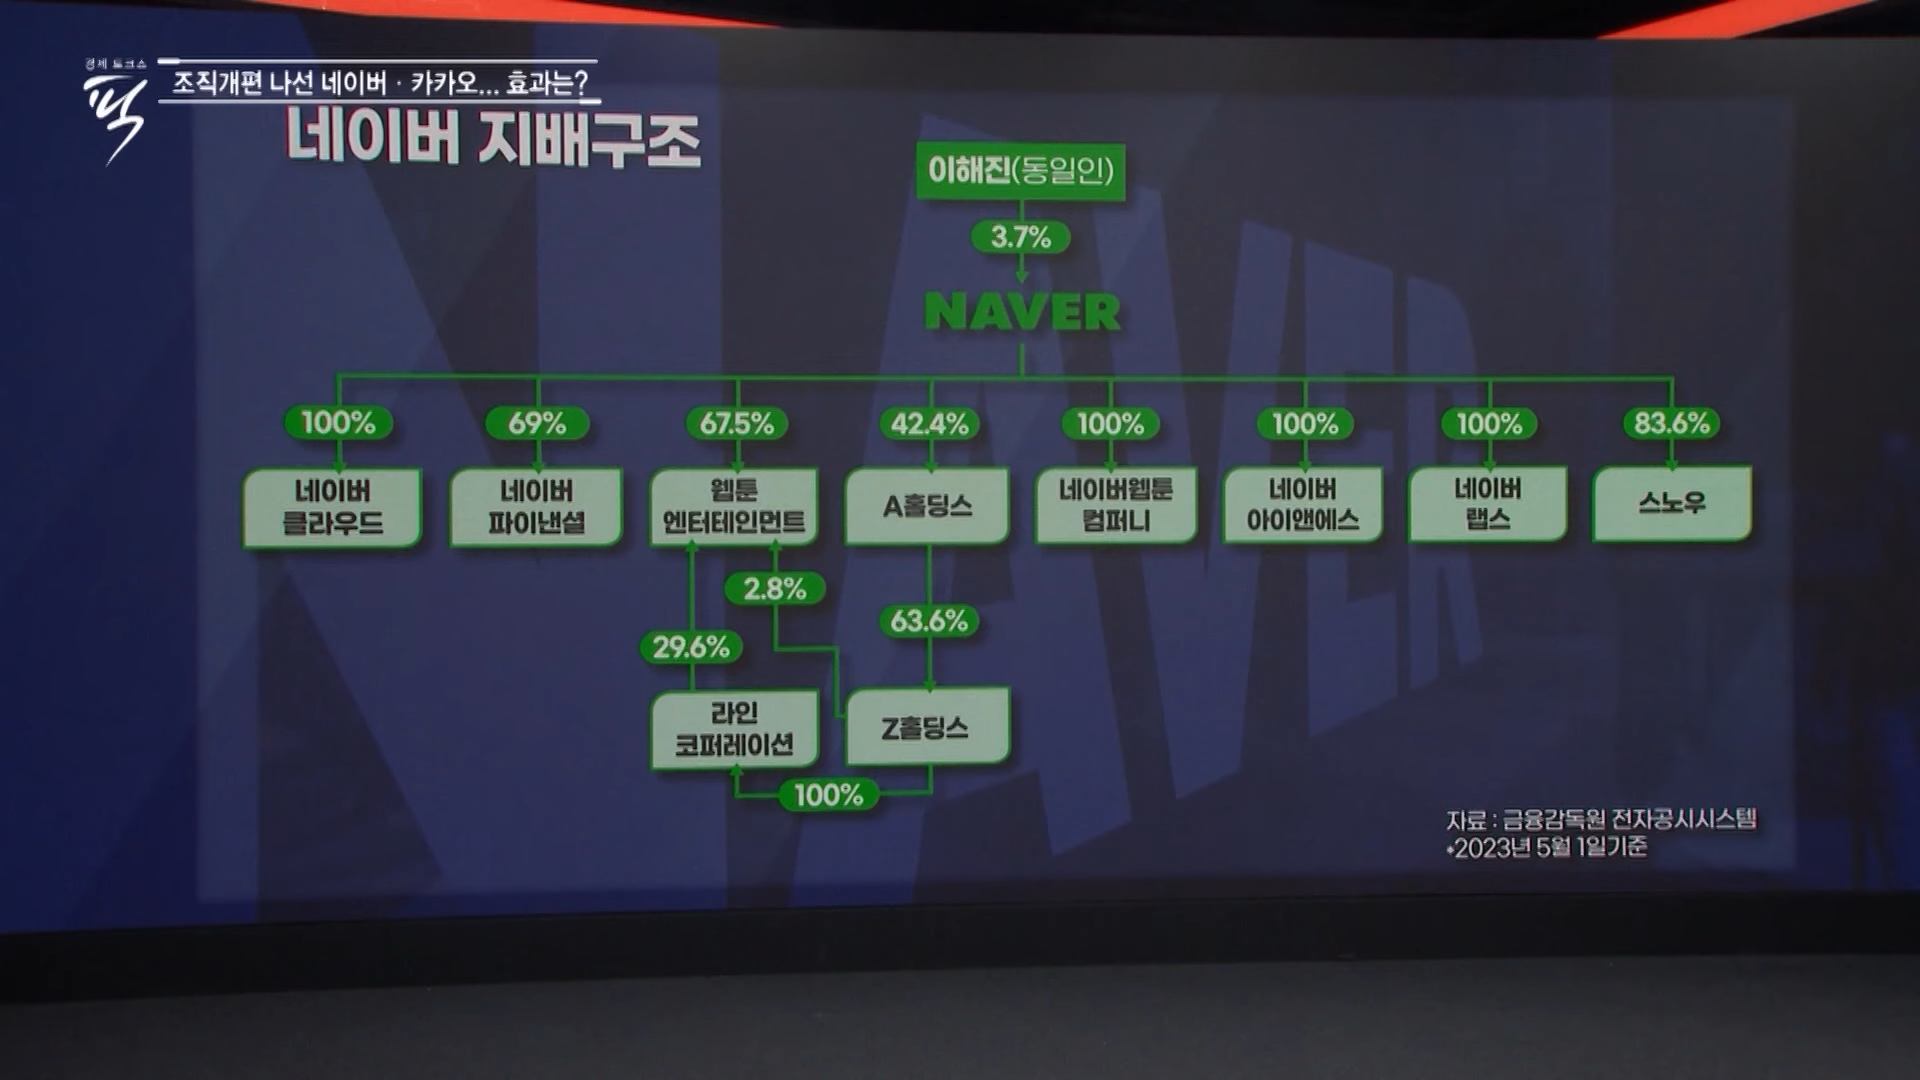 경제 토크쇼
픽
조직개편 나선 네이버·카카오... 효과는?
네이버 지배구조
이해진(동일인)
3.7%
NAVER
100%
69%
67.5%
42.4%
100%
100%
100%
83.6%
네이버
클라우드
네이버
파이낸셜
웹툰
엔터테인먼트
A홀딩스
네이버웹툰
컴퍼니
네이버
아이앤에스
네이버
랩스
스노우
2.8%
63.6%
29.6%
라인
코퍼레이션
Z홀딩스
100%
자료 : 금융감독원 전자공시시스템
*2023년 5월 1일기준